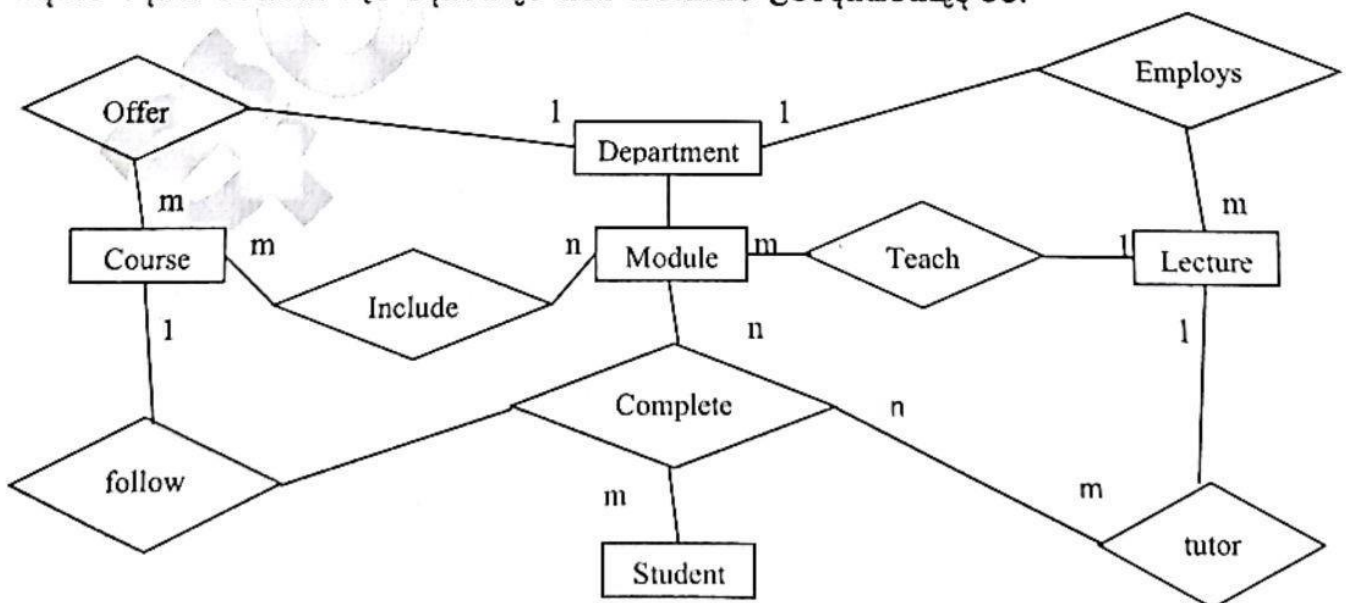 Employs
Offer
1
1
Department
m
m
Course
m
n
Module
m
Teach
1
Lecture
Include
1
n
1
Complete
n
follow
m
m
tutor
Student